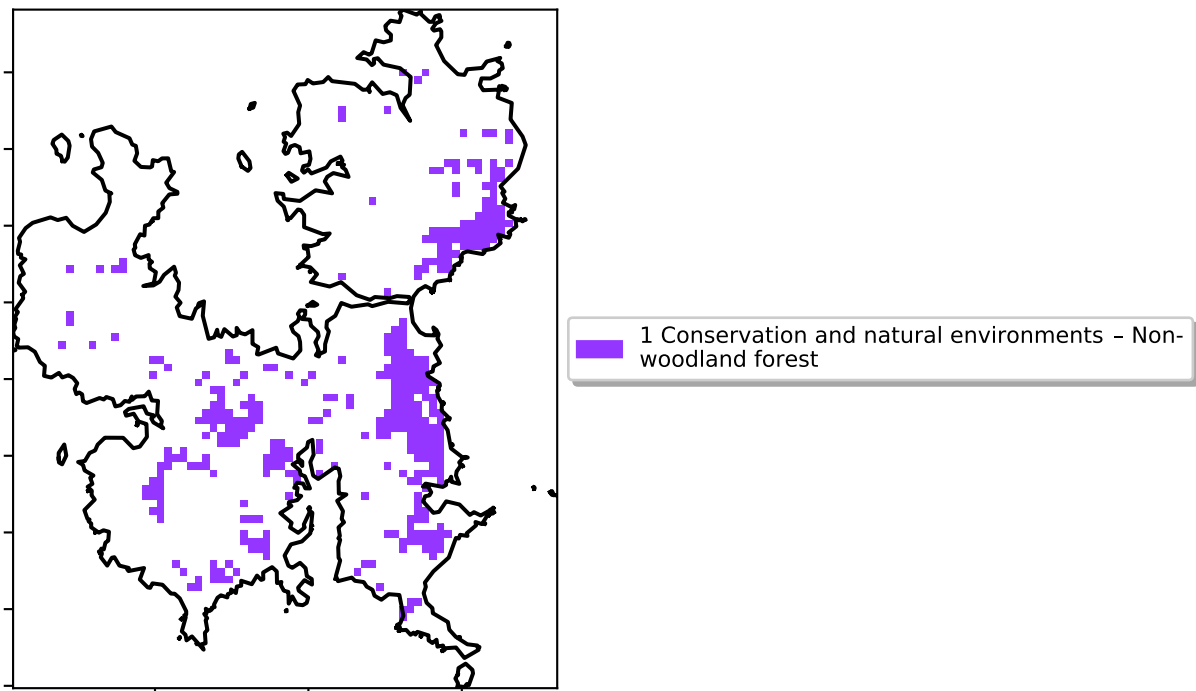 1 Conservation and natural environments – Non-
woodland forest